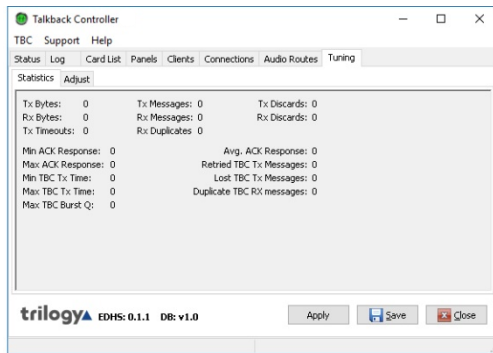 Talkback Controller
TBC Support Help
Status Log Card List Panels Clients Connections Audio Routes Tuning
Statistics Adjust
Tx Bytes: 0 Tx Messages: 0 Tx Discards: 0
Rx Bytes: 0 Rx Messages: 0 Rx Discards: 0
Tx Timeouts: 0 Rx Duplicates 0
Min ACK Response: 0 Avg. ACK Response: 0
Max ACK Response: 0 Retried TBC Tx Messages: 0
Min TBC Tx Time: 0 Lost TBC Tx Messages: 0
Max TBC Tx Time: 0 Duplicate TBC RX messages: 0
Max TBC Burst Q: 0
trilogy EDHS: 0.1.1 DB: v1.0 Apply Save Close